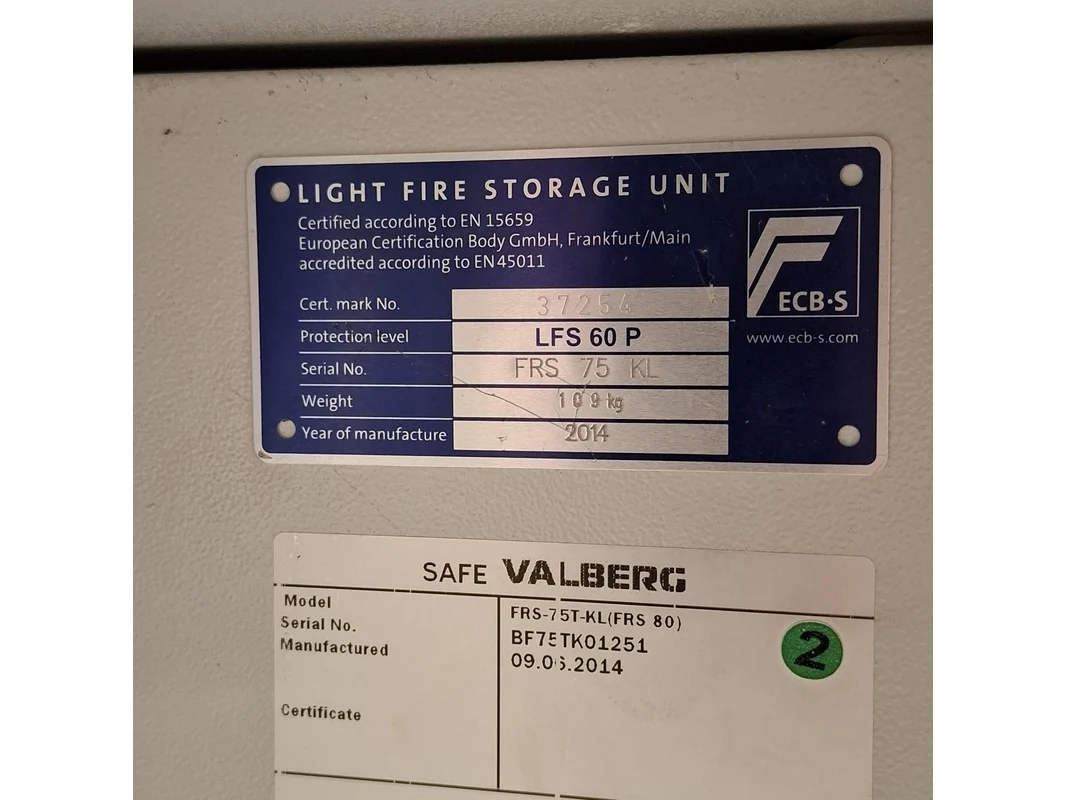 LIGHT FIRE STORAGE UNIT
Certified according to EN 15659
European Certification Body GmbH, Frankfurt/Main
accredited according to EN 45011
ECB·S
www.ecb-s.com
Cert. mark No. 37254
Protection level LFS 60 P
Serial No. FRS 75 KL
Weight 109 kg
Year of manufacture 2014
SAFE VALBERG
Model FRS-75T-KL(FRS 80)
Serial No. BF75TK01251
Manufactured 09.06.2014
2
Certificate